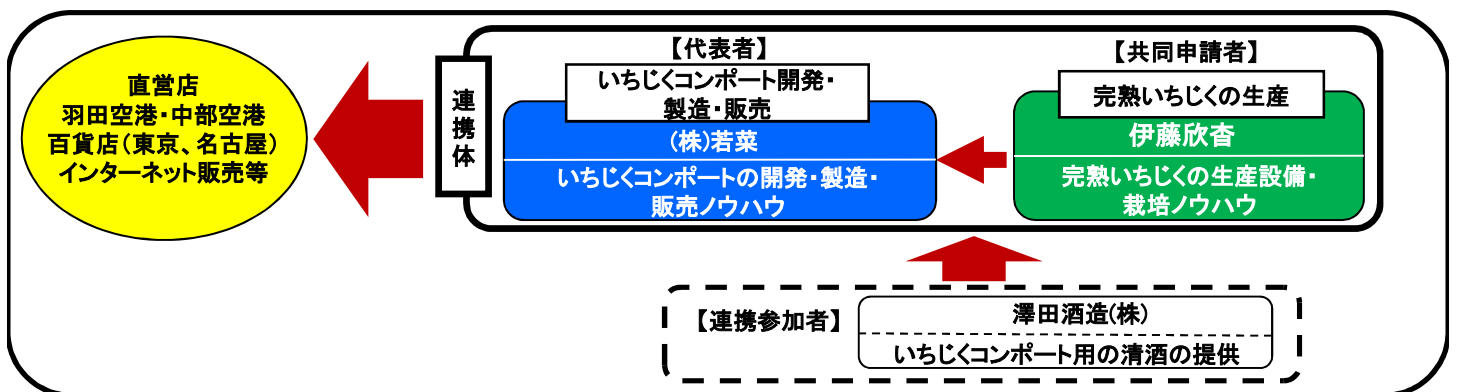 直営店
羽田空港・中部空港
百貨店（東京、名古屋）
インターネット販売等
連携体
【代表者】
いちじくコンポート開発・
製造・販売
(株)若菜
いちじくコンポートの開発・製造・
販売ノウハウ
【共同申請者】
完熟いちじくの生産
伊藤欣杳
完熟いちじくの生産設備・
栽培ノウハウ
【連携参加者】
澤田酒造(株)
いちじくコンポート用の清酒の提供